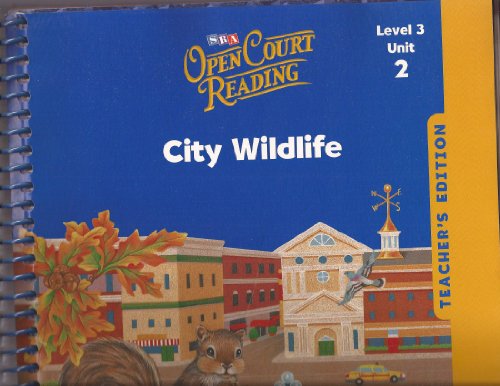 SRA
OPEN COURT
READING
City Wildlife
Level 3
Unit
2
TEACHER'S EDITION